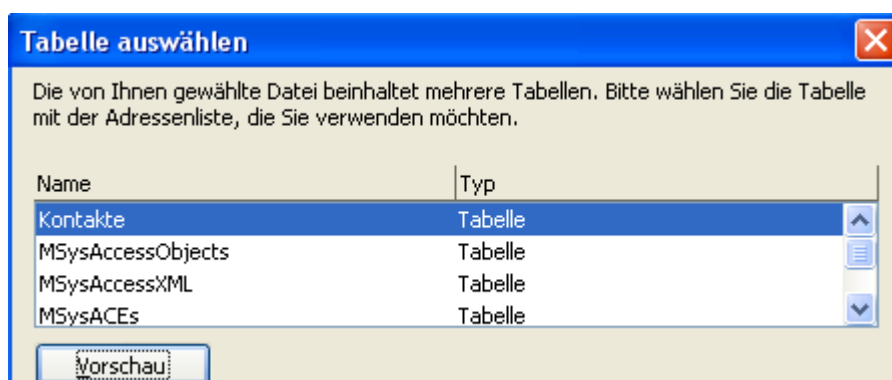 Tabelle auswählen
Die von Ihnen gewählte Datei beinhaltet mehrere Tabellen. Bitte wählen Sie die Tabelle
mit der Adressenliste, die Sie verwenden möchten.
Name Typ
Kontakte Tabelle
MSysAccessObjects Tabelle
MSysAccessXML Tabelle
MSysACEs Tabelle
Vorschau